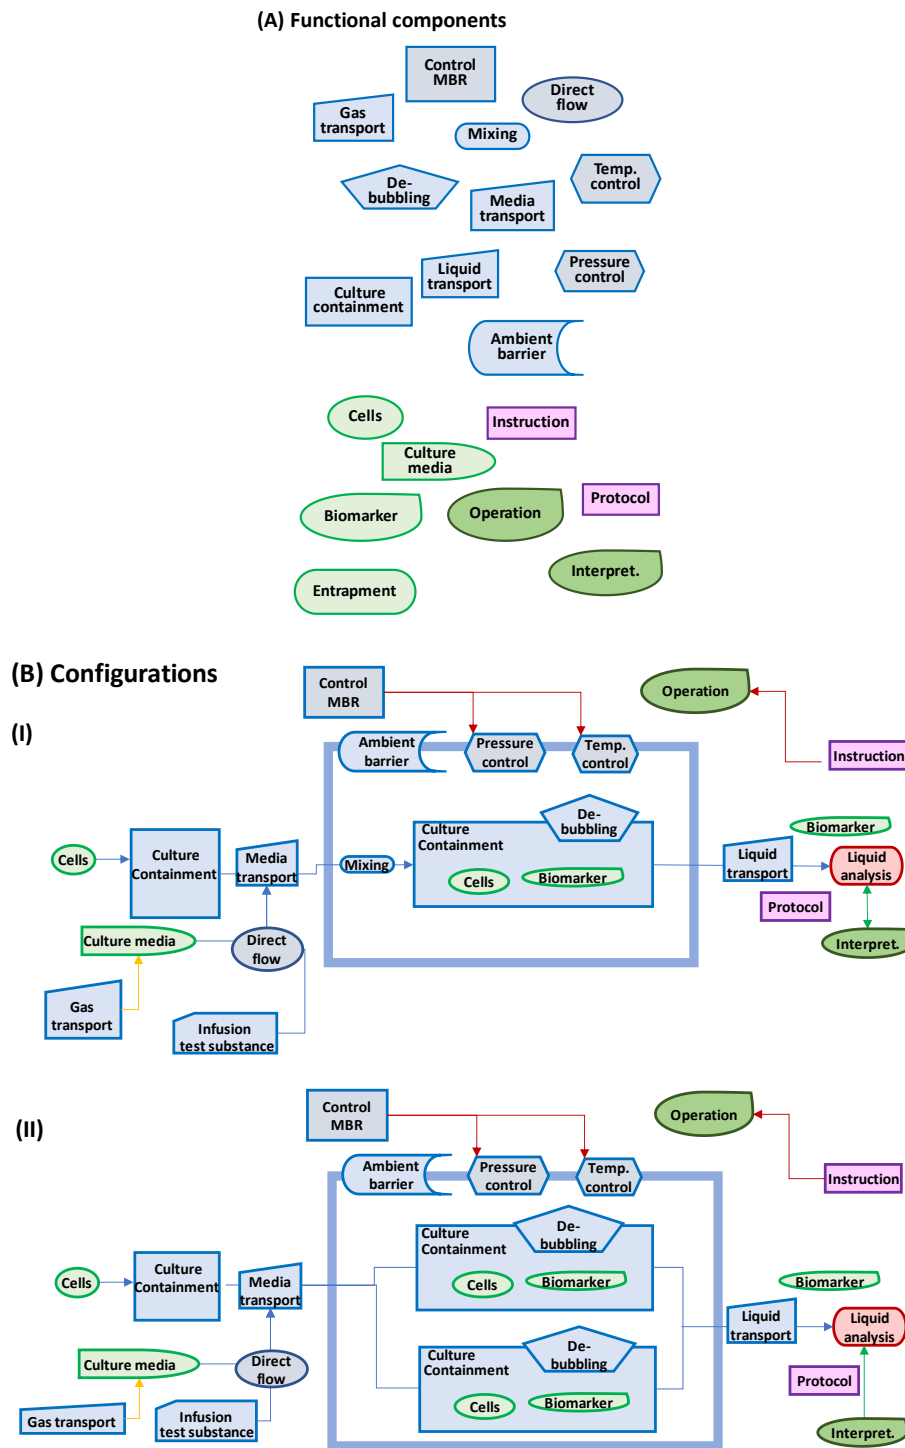 (A) Functional components
Control
MBR
Direct
flow
Gas
transport
Mixing
De-
bubbling
Temp.
control
Media
transport
Liquid
transport
Pressure
control
Culture
containment
Ambient
barrier
Cells
Instruction
Culture
media
Biomarker
Operation
Protocol
Interpret.
Entrapment
(B) Configurations
(I)
Control
MBR
Operation
Ambient
barrier
Pressure
control
Temp.
control
Instruction
De-
bubbling
Culture
Containment
Biomarker
Cells
Culture
Containment
Media
transport
Mixing
Cells
Biomarker
Liquid
transport
Liquid
analysis
Protocol
Culture media
Direct
flow
Interpret.
Gas
transport
Infusion
test substance
(II)
Control
MBR
Operation
Ambient
barrier
Pressure
control
Temp.
control
Instruction
Culture
Containment
De-
bubbling
Cells
Culture
Containment
Media
transport
Cells
Biomarker
Biomarker
Liquid
transport
Liquid
analysis
Culture
Containment
De-
bubbling
Culture media
Direct
flow
Protocol
Cells
Biomarker
Gas transport
Infusion
test substance
Interpret.